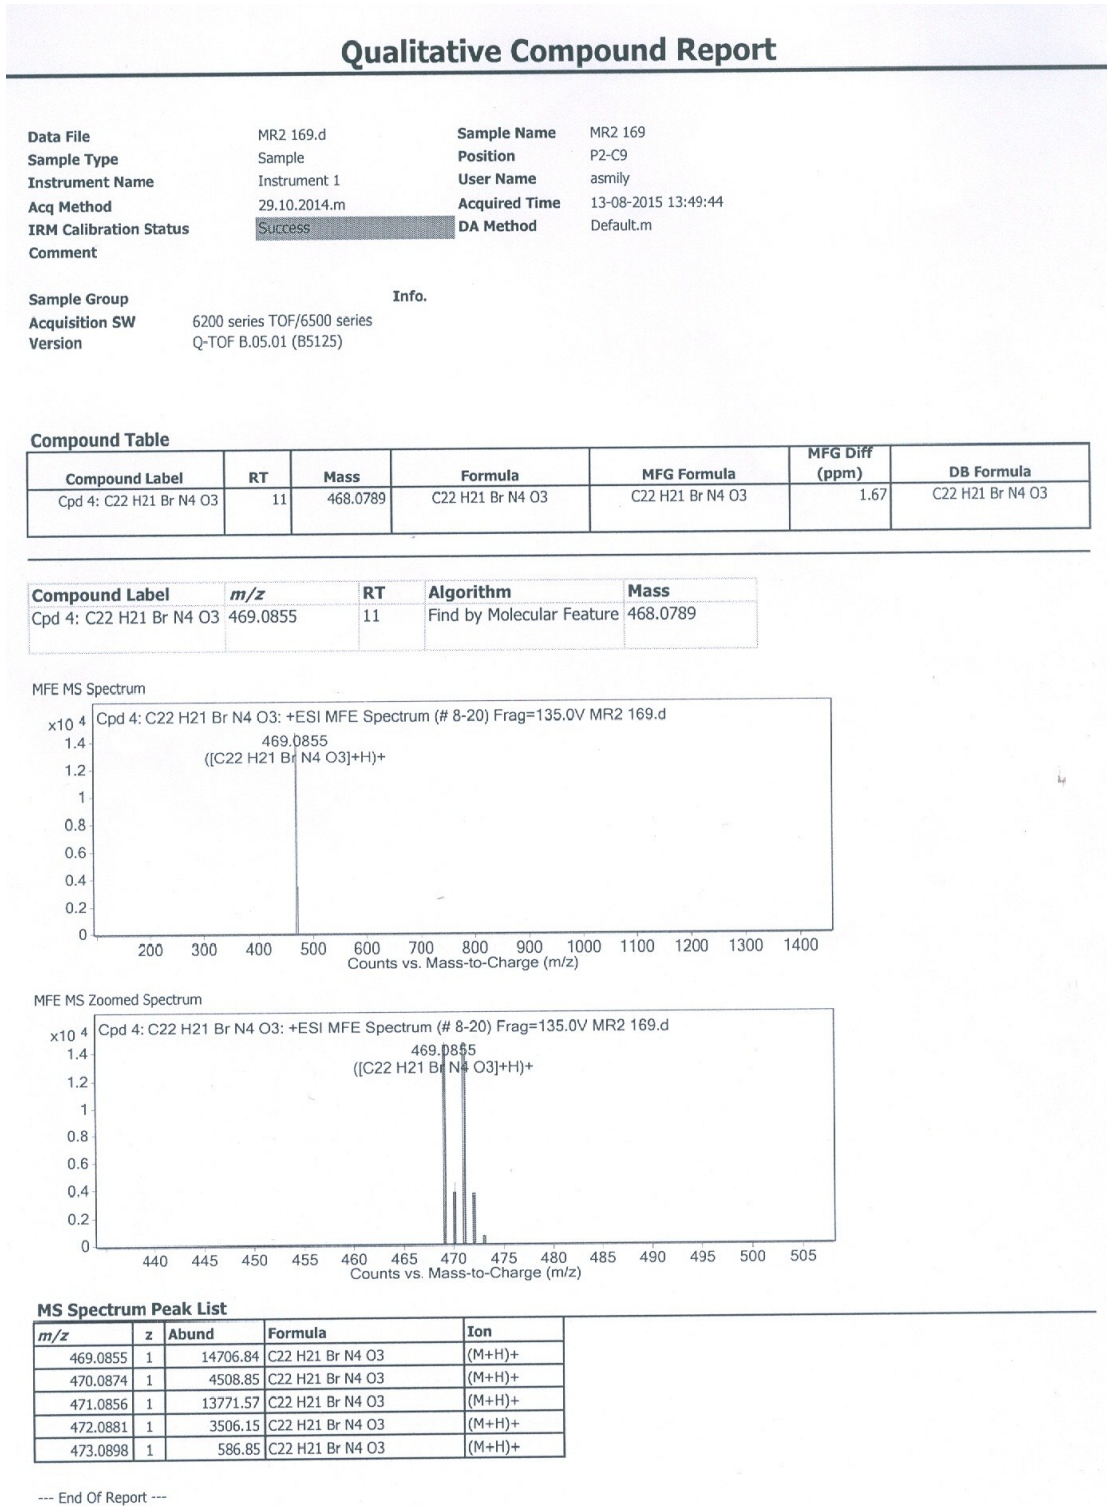 Qualitative Compound Report
Data File MR2 169.d Sample Name MR2 169
Sample Type Sample Position P2-C9
Instrument Name Instrument 1 User Name asmily
Acq Method 29.10.2014.m Acquired Time 13-08-2015 13:49:44
IRM Calibration Status Success DA Method Default.m
Comment
Sample Group Info.
Acquisition SW 6200 series TOF/6500 series
Version Q-TOF B.05.01 (B5125)
Compound Table
Compound Label RT Mass Formula MFG Formula MFG Diff (ppm) DB Formula
Cpd 4: C22 H21 Br N4 O3 11 468.0789 C22 H21 Br N4 O3 C22 H21 Br N4 O3 1.67 C22 H21 Br N4 O3
Compound Label m/z RT Algorithm Mass
Cpd 4: C22 H21 Br N4 O3 469.0855 11 Find by Molecular Feature 468.0789
MFE MS Spectrum
x10 4 Cpd 4: C22 H21 Br N4 O3: +ESI MFE Spectrum (# 8-20) Frag=135.0V MR2 169.d
1.4 469.0855
([C22 H21 Br N4 O3]+H)+
1.2
1
0.8
0.6
0.4
0.2
0
200 300 400 500 600 700 800 900 1000 1100 1200 1300 1400
Counts vs. Mass-to-Charge (m/z)
MFE MS Zoomed Spectrum
x10 4 Cpd 4: C22 H21 Br N4 O3: +ESI MFE Spectrum (# 8-20) Frag=135.0V MR2 169.d
1.4 469.0855
([C22 H21 Br N4 O3]+H)+
1.2
1
0.8
0.6
0.4
0.2
0
440 445 450 455 460 465 470 475 480 485 490 495 500 505
Counts vs. Mass-to-Charge (m/z)
MS Spectrum Peak List
m/z z Abund Formula Ion
469.0855 1 14706.84 C22 H21 Br N4 O3 (M+H)+
470.0874 1 4508.85 C22 H21 Br N4 O3 (M+H)+
471.0856 1 13771.57 C22 H21 Br N4 O3 (M+H)+
472.0881 1 3506.15 C22 H21 Br N4 O3 (M+H)+
473.0898 1 586.85 C22 H21 Br N4 O3 (M+H)+
--- End Of Report ---